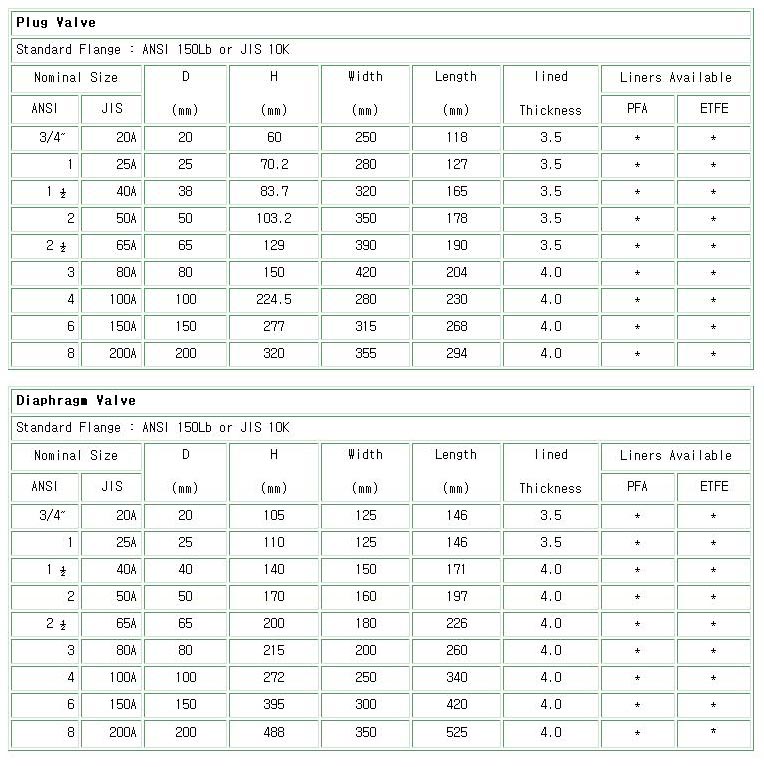 Plug Valve
Standard Flange : ANSI 150Lb or JIS 10K
Nominal Size D H Width Length lined Liners Available
ANSI JIS (mm) (mm) (mm) (mm) Thickness PFA ETFE
3/4˝ 20A 20 60 250 118 3.5 * *
1 25A 25 70.2 280 127 3.5 * *
1 ½ 40A 38 83.7 320 165 3.5 * *
2 50A 50 103.2 350 178 3.5 * *
2 ½ 65A 65 129 390 190 3.5 * *
3 80A 80 150 420 204 4.0 * *
4 100A 100 224.5 280 230 4.0 * *
6 150A 150 277 315 268 4.0 * *
8 200A 200 320 355 294 4.0 * *
Diaphragm Valve
Standard Flange : ANSI 150Lb or JIS 10K
Nominal Size D H Width Length lined Liners Available
ANSI JIS (mm) (mm) (mm) (mm) Thickness PFA ETFE
3/4˝ 20A 20 105 125 146 3.5 * *
1 25A 25 110 125 146 3.5 * *
1 ½ 40A 40 140 150 171 4.0 * *
2 50A 50 170 160 197 4.0 * *
2 ½ 65A 65 200 180 226 4.0 * *
3 80A 80 215 200 260 4.0 * *
4 100A 100 272 250 340 4.0 * *
6 150A 150 395 300 420 4.0 * *
8 200A 200 488 350 525 4.0 * *